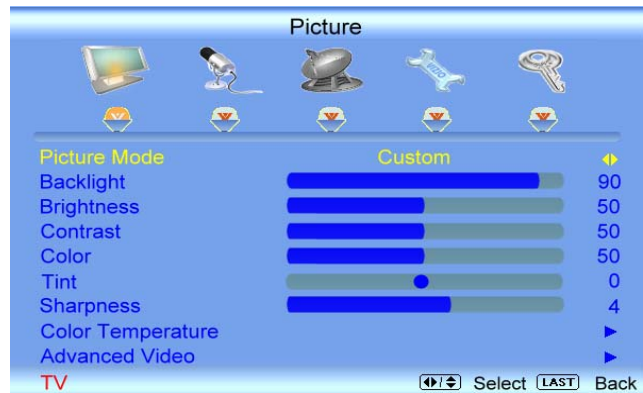 Picture
VIZIO
Picture Mode Custom
Backlight 90
Brightness 50
Contrast 50
Color 50
Tint 0
Sharpness 4
Color Temperature
Advanced Video
TV Select LAST Back